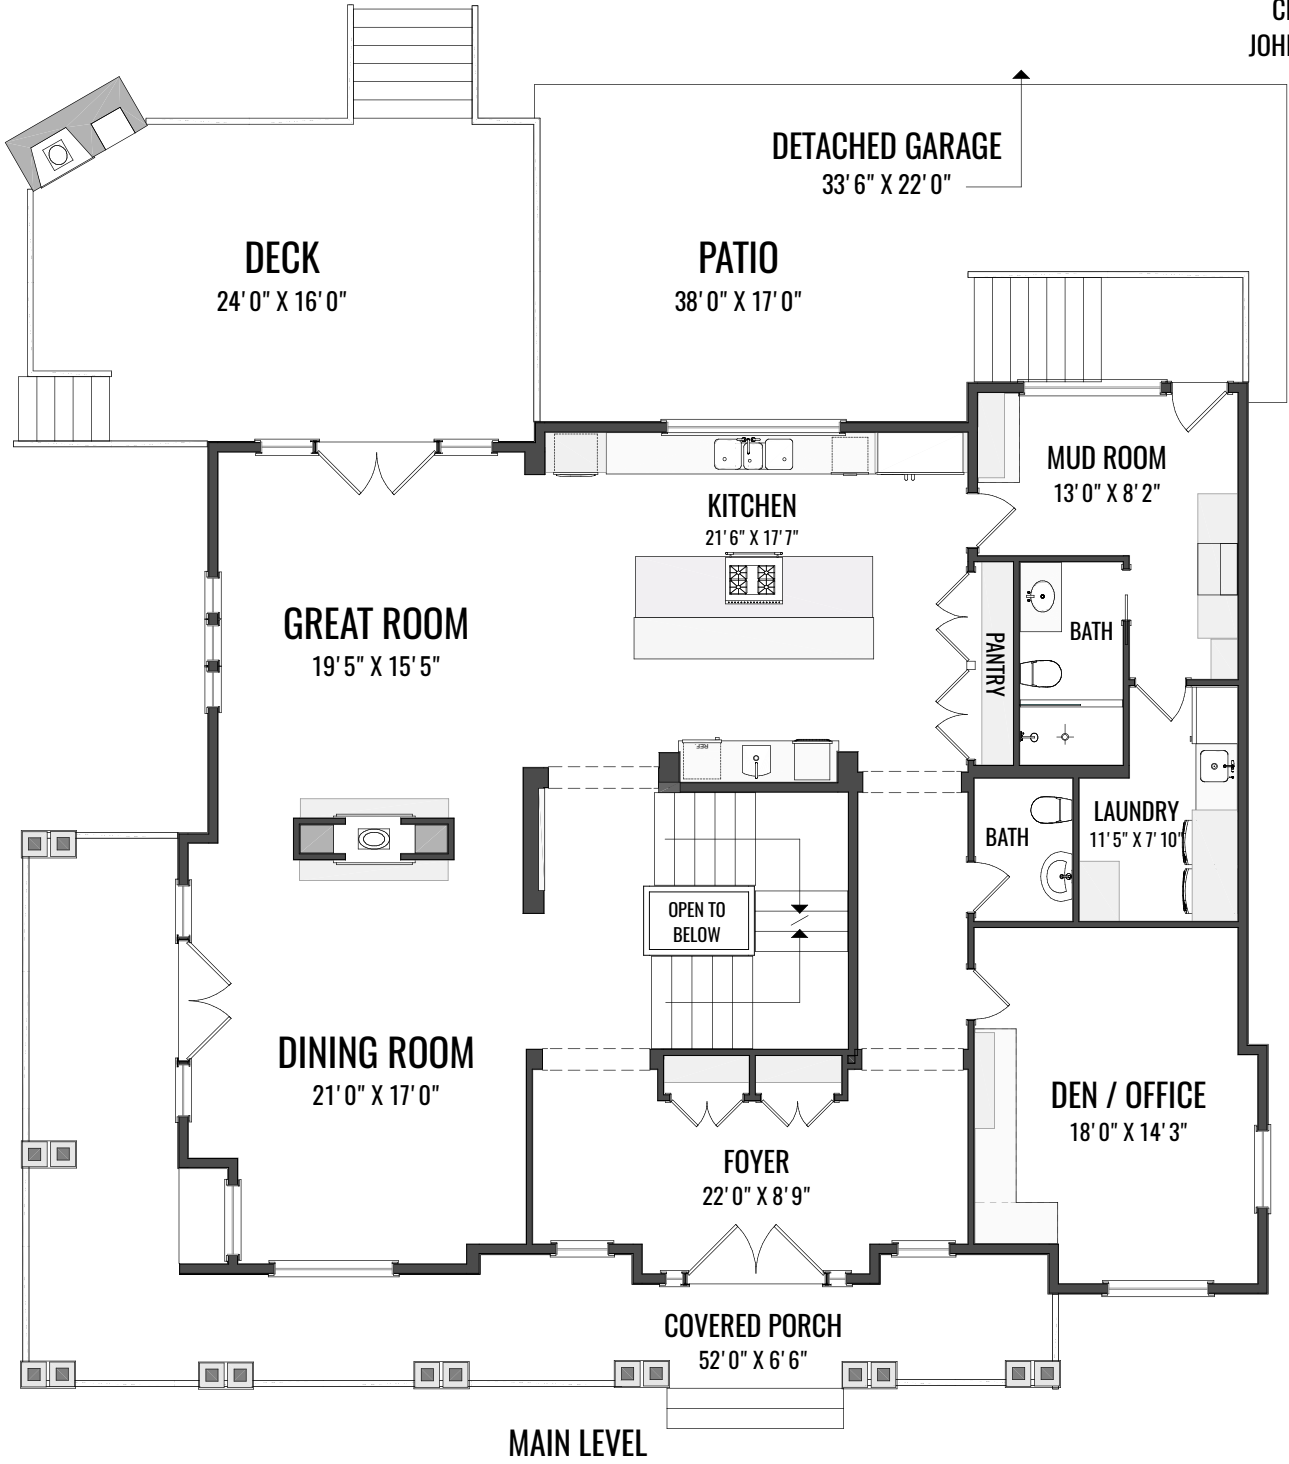 DETACHED GARAGE
33'6" X 22'0"
DECK
24'0" X 16'0"
PATIO
38'0" X 17'0"
MUD ROOM
13'0" X 8'2"
KITCHEN
21'6" X 17'7"
GREAT ROOM
19'5" X 15'5"
BATH
PANTRY
REF.
LAUNDRY
11'5" X 7'10"
BATH
OPEN TO
BELOW
DINING ROOM
21'0" X 17'0"
DEN / OFFICE
18'0" X 14'3"
FOYER
22'0" X 8'9"
COVERED PORCH
52'0" X 6'6"
MAIN LEVEL